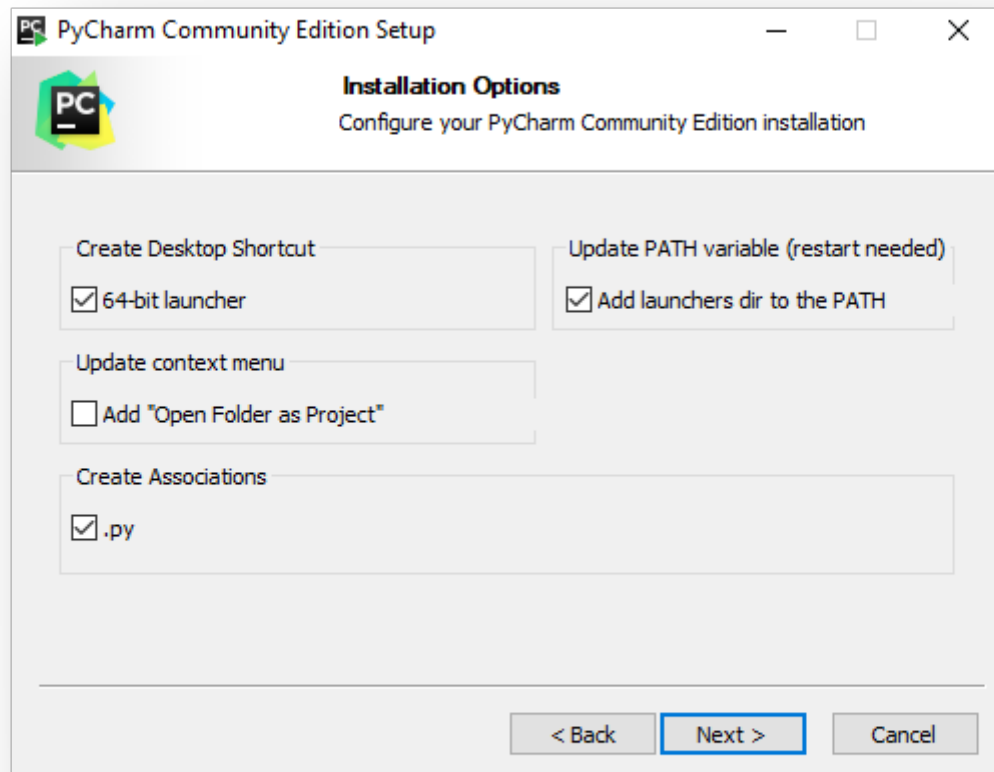 PC PyCharm Community Edition Setup
PC
Installation Options
Configure your PyCharm Community Edition installation
Create Desktop Shortcut
64-bit launcher
Update PATH variable (restart needed)
Add launchers dir to the PATH
Update context menu
Add "Open Folder as Project"
Create Associations
.py
< Back
Next >
Cancel